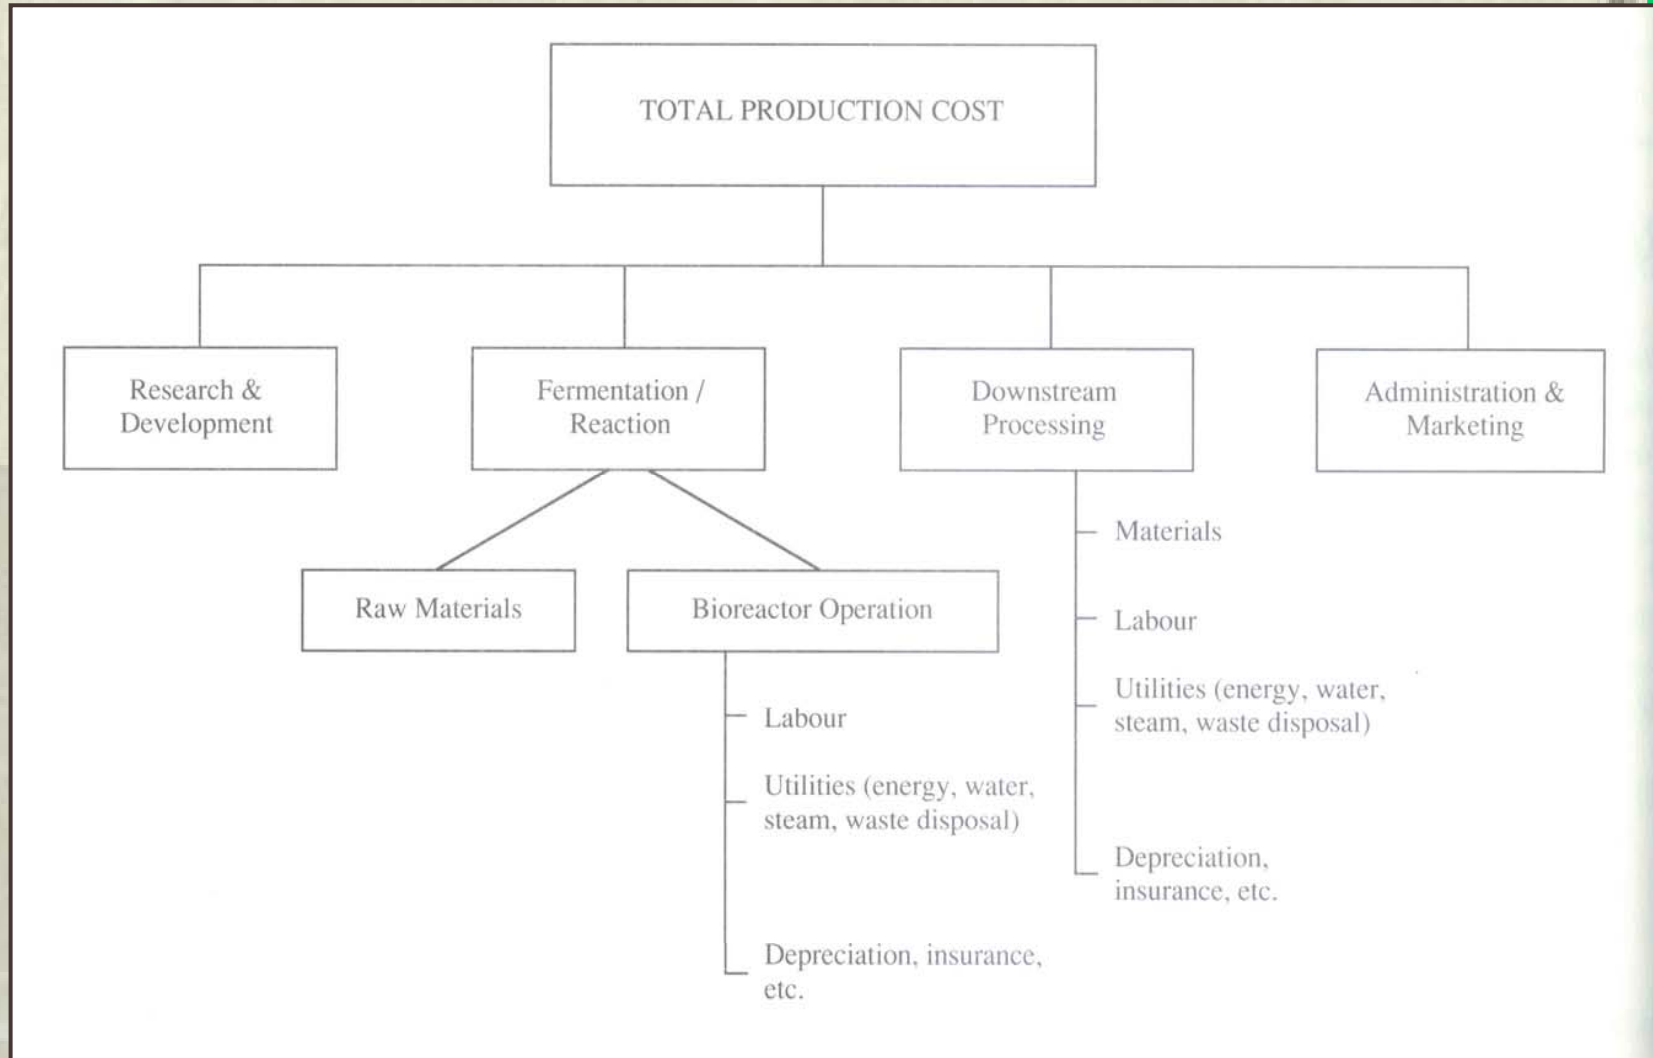 TOTAL PRODUCTION COST
Research &
Development
Fermentation /
Reaction
Downstream
Processing
Administration &
Marketing
Raw Materials
Bioreactor Operation
Labour
Utilities (energy, water,
steam, waste disposal)
Depreciation, insurance,
etc.
Materials
Labour
Utilities (energy, water,
steam, waste disposal)
Depreciation,
insurance, etc.